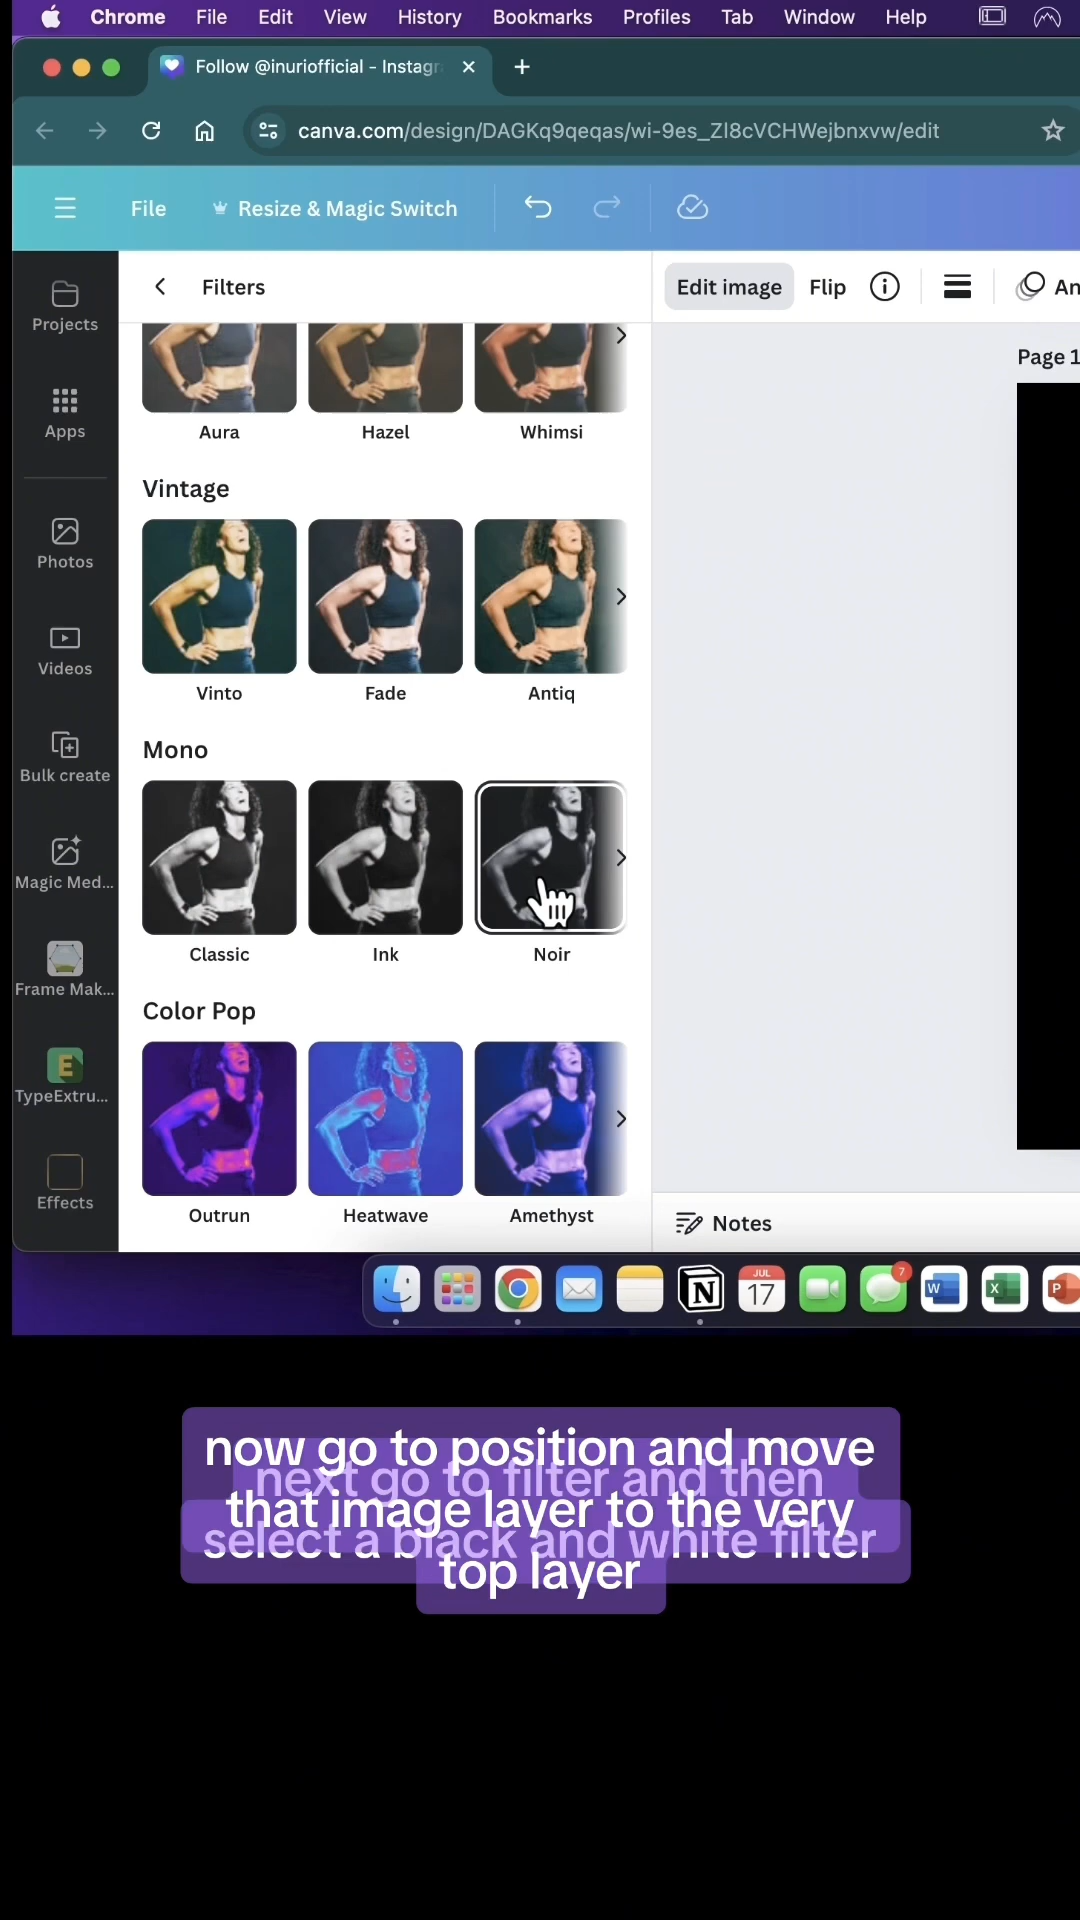 Chrome File Edit View History Bookmarks Profiles Tab Window Help
Follow @inuriofficial - Instagr
canva.com/design/DAGKq9qeqas/wi-9es_ZI8cVCHWejbnxvw/edit
File Resize & Magic Switch
Projects
Apps
Photos
Videos
Bulk create
Magic Med...
Frame Mak...
E
TypeExtru...
Effects
Filters
Aura Hazel Whimsi
Vintage
Vinto Fade Antiq
Mono
Classic Ink Noir
Color Pop
Outrun Heatwave Amethyst
Edit image Flip An
Page 1
Notes
JUL
17
7
W
X
P
now go to position and move
that image layer to the very
top layer
next go to filter and then
select a black and white filter